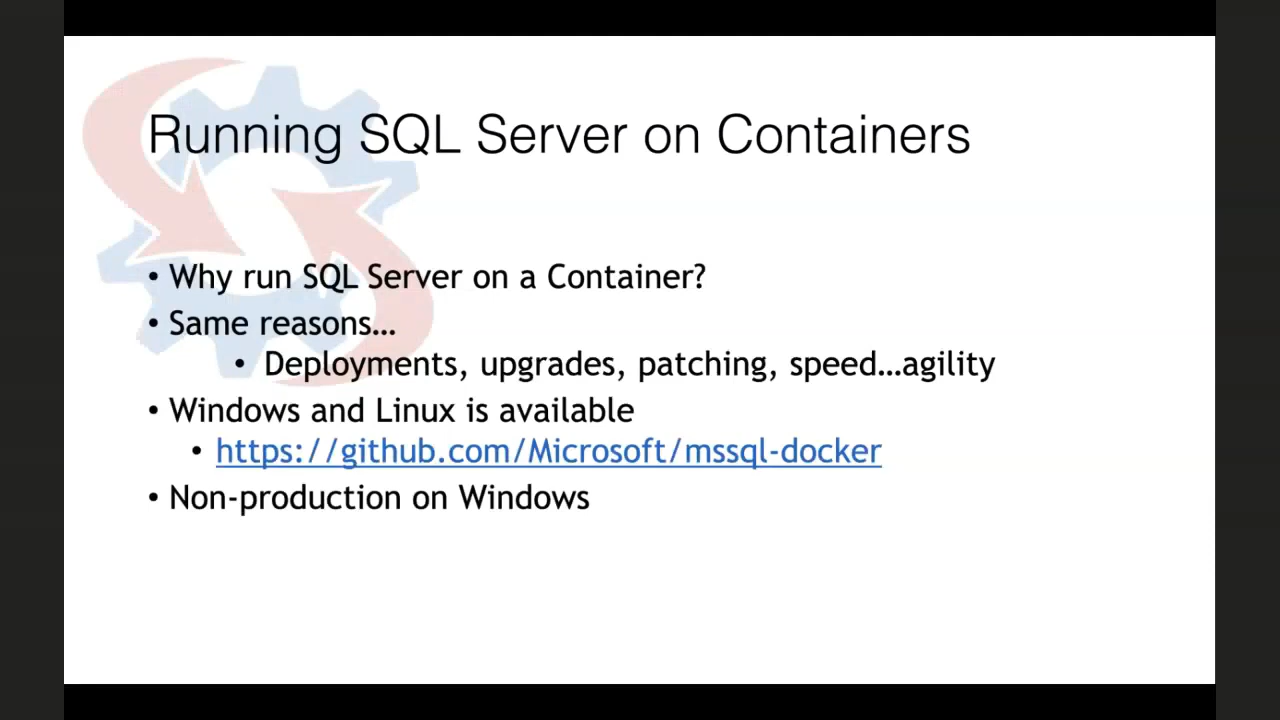 Running SQL Server on Containers
• Why run SQL Server on a Container?
• Same reasons…
• Deployments, upgrades, patching, speed…agility
• Windows and Linux is available
• https://github.com/Microsoft/mssql-docker
• Non-production on Windows